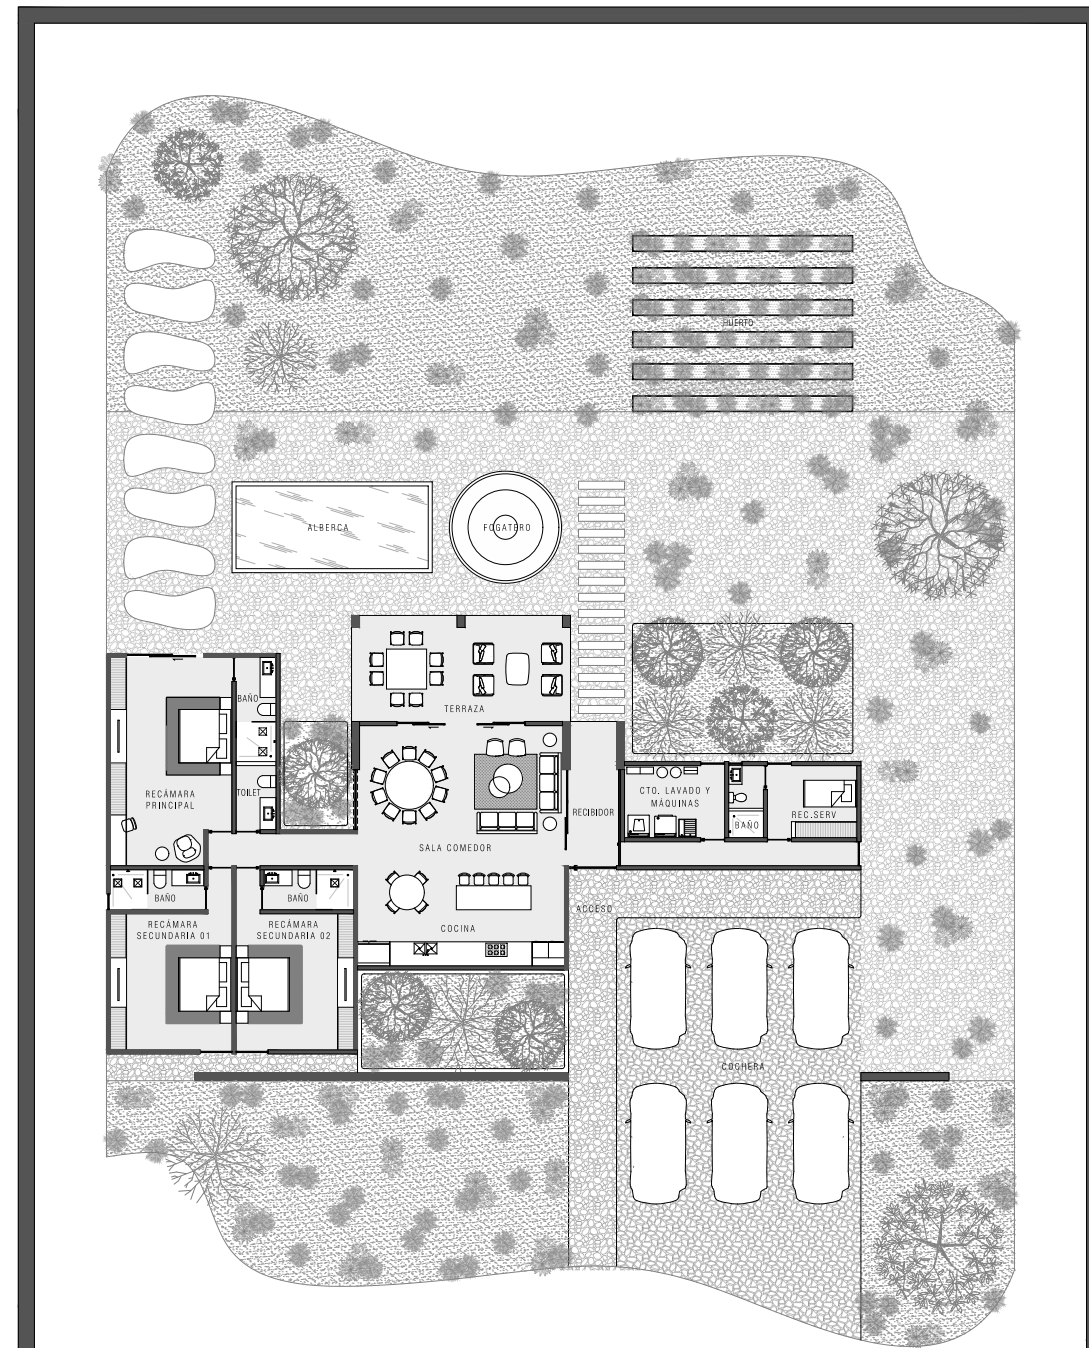 HUERTO
ALBERCA
FOGATERO
BAÑO
TERRAZA
TOILET
RECÁMARA
PRINCIPAL
CTO. LAVADO Y
MÁQUINAS
RECIBIDOR
BAÑO
REC.SERV
SALA COMEDOR
BAÑO
BAÑO
ACCESO
RECÁMARA
SECUNDARIA 01
RECÁMARA
SECUNDARIA 02
COCINA
COCHERA